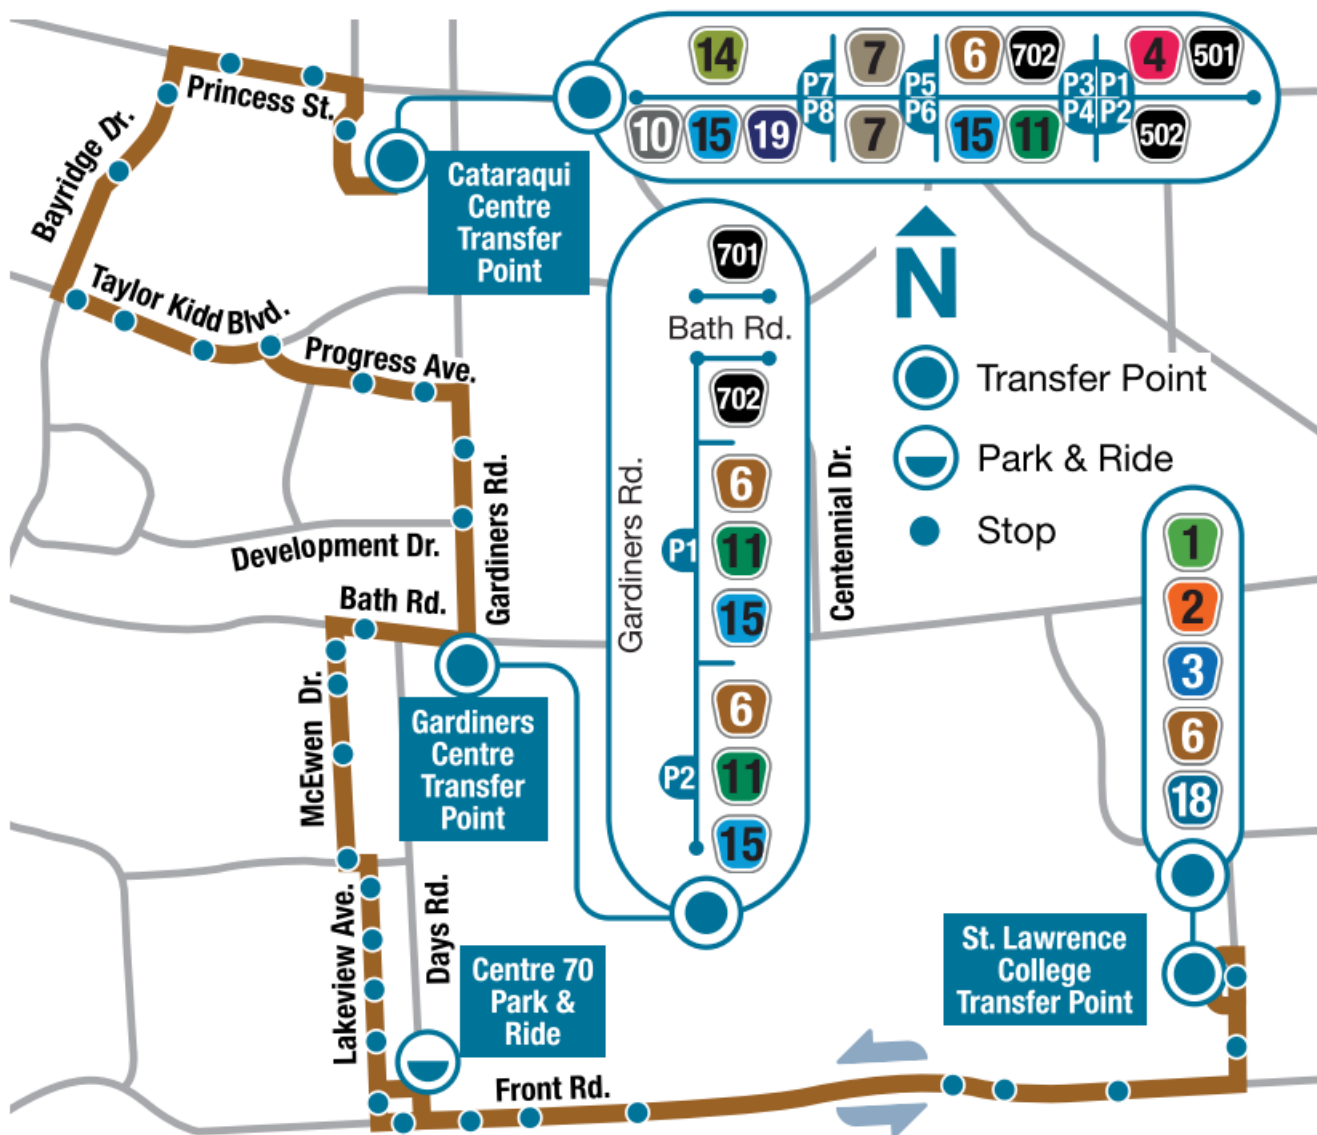 14
7
6
702
4
501
P7
P5
P3
P1
P8
P6
P4
P2
10
15
19
7
15
11
502
Princess St.
Bayridge Dr.
Cataraqui
Centre
Transfer
Point
Taylor Kidd Blvd.
Progress Ave.
Gardiners Rd.
Development Dr.
Bath Rd.
McEwen Dr.
Gardiners
Centre
Transfer
Point
Lakeview Ave.
Days Rd.
Centre 70
Park &
Ride
Front Rd.
701
Bath Rd.
702
Gardiners Rd.
6
P1
11
15
6
P2
11
15
Centennial Dr.
N
Transfer Point
Park & Ride
Stop
1
2
3
6
18
St. Lawrence
College
Transfer Point